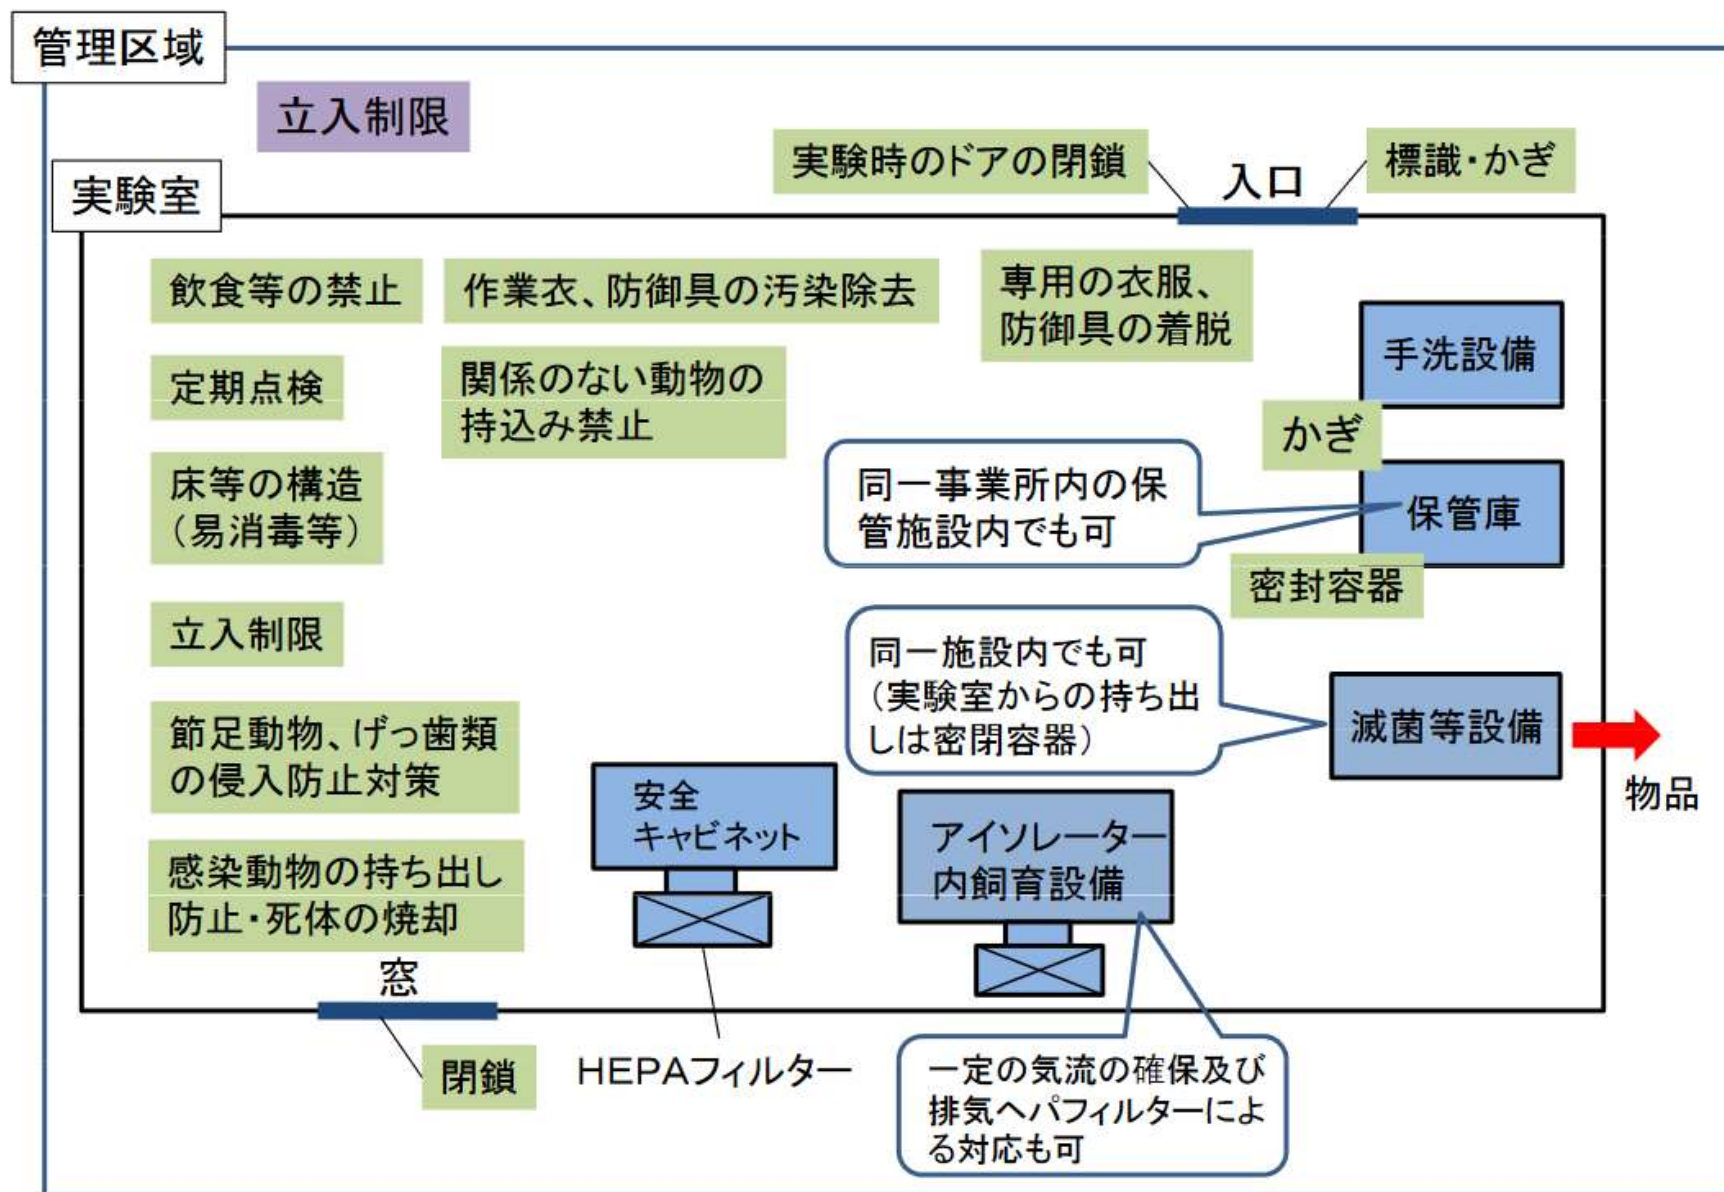 管理区域
立入制限
実験室
実験時のドアの閉鎖
入口
標識・かぎ
飲食等の禁止
作業衣、防御具の汚染除去
専用の衣服、
防御具の着脱
手洗設備
定期点検
関係のない動物の
持込み禁止
かぎ
床等の構造
（易消毒等）
同一事業所内の保
管施設内でも可
保管庫
密封容器
立入制限
同一施設内でも可
（実験室からの持ち出
しは密閉容器）
滅菌等設備
物品
節足動物、げっ歯類
の侵入防止対策
安全
キャビネット
アイソレーター
内飼育設備
感染動物の持ち出し
防止・死体の焼却
窓
閉鎖
HEPAフィルター
一定の気流の確保及び
排気ヘパフィルターによ
る対応も可